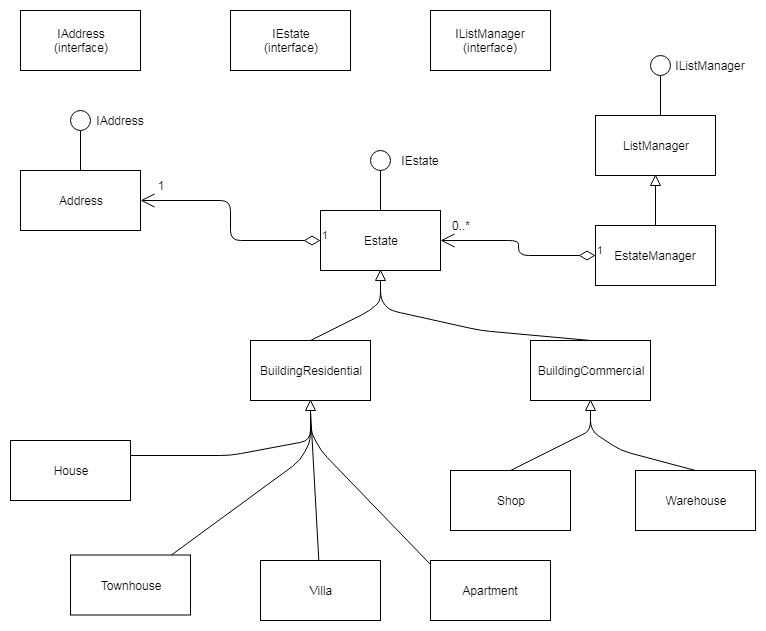 IAddress
(interface)
IEstate
(interface)
IListManager
(interface)
IListManager
IAddress
ListManager
IEstate
1
Address
0..*
1
Estate
1
EstateManager
BuildingResidential
BuildingCommercial
House
Shop
Warehouse
Townhouse
Villa
Apartment